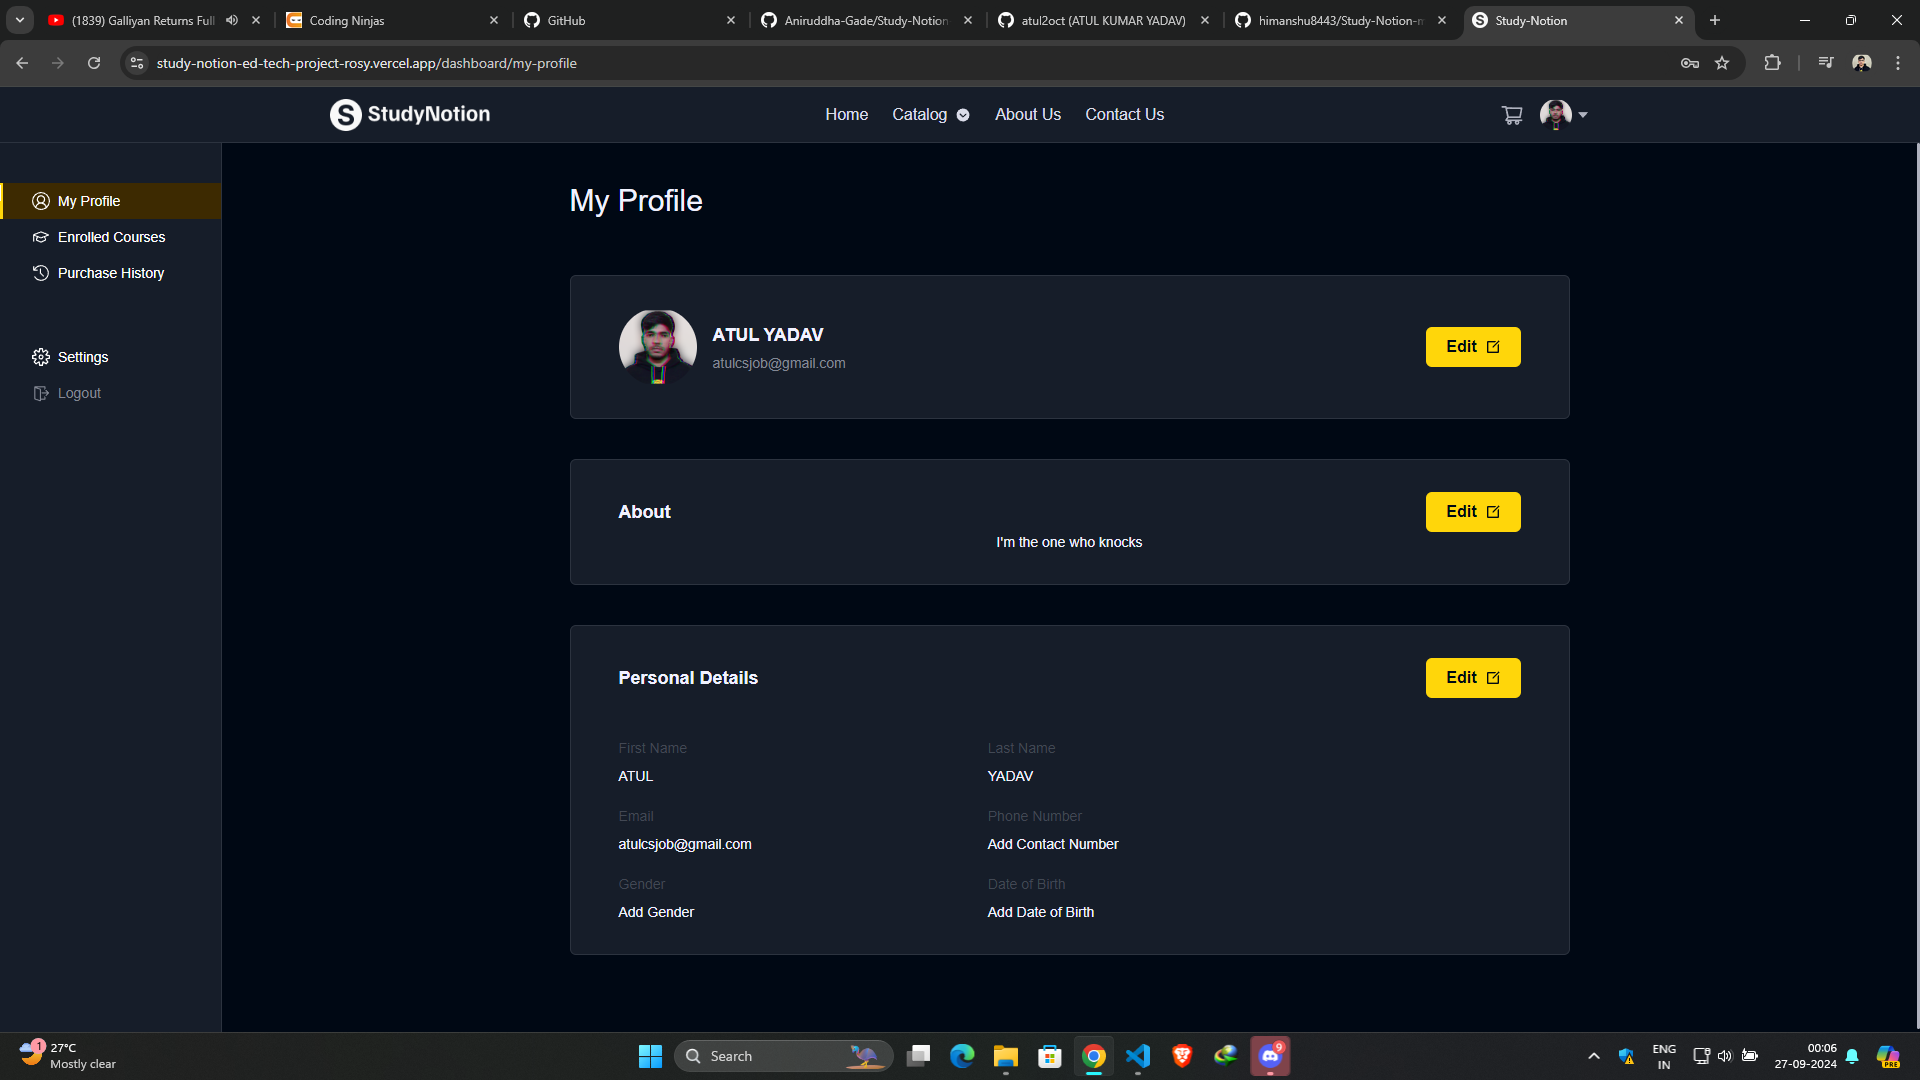 (1839) Galliyan Returns Full
Coding Ninjas
GitHub
Aniruddha-Gade/Study-Notion
atul2oct (ATUL KUMAR YADAV)
himanshu8443/Study-Notion-m
Study-Notion
study-notion-ed-tech-project-rosy.vercel.app/dashboard/my-profile
S StudyNotion
Home
Catalog
About Us
Contact Us
My Profile
Enrolled Courses
Purchase History
Settings
Logout
My Profile
ATUL YADAV
atulcsjob@gmail.com
Edit
About
Edit
I'm the one who knocks
Personal Details
Edit
First Name
Last Name
ATUL
YADAV
Email
Phone Number
atulcsjob@gmail.com
Add Contact Number
Gender
Date of Birth
Add Gender
Add Date of Birth
1
27°C
Mostly clear
Search
9
ENG
IN
00:06
27-09-2024
PRE